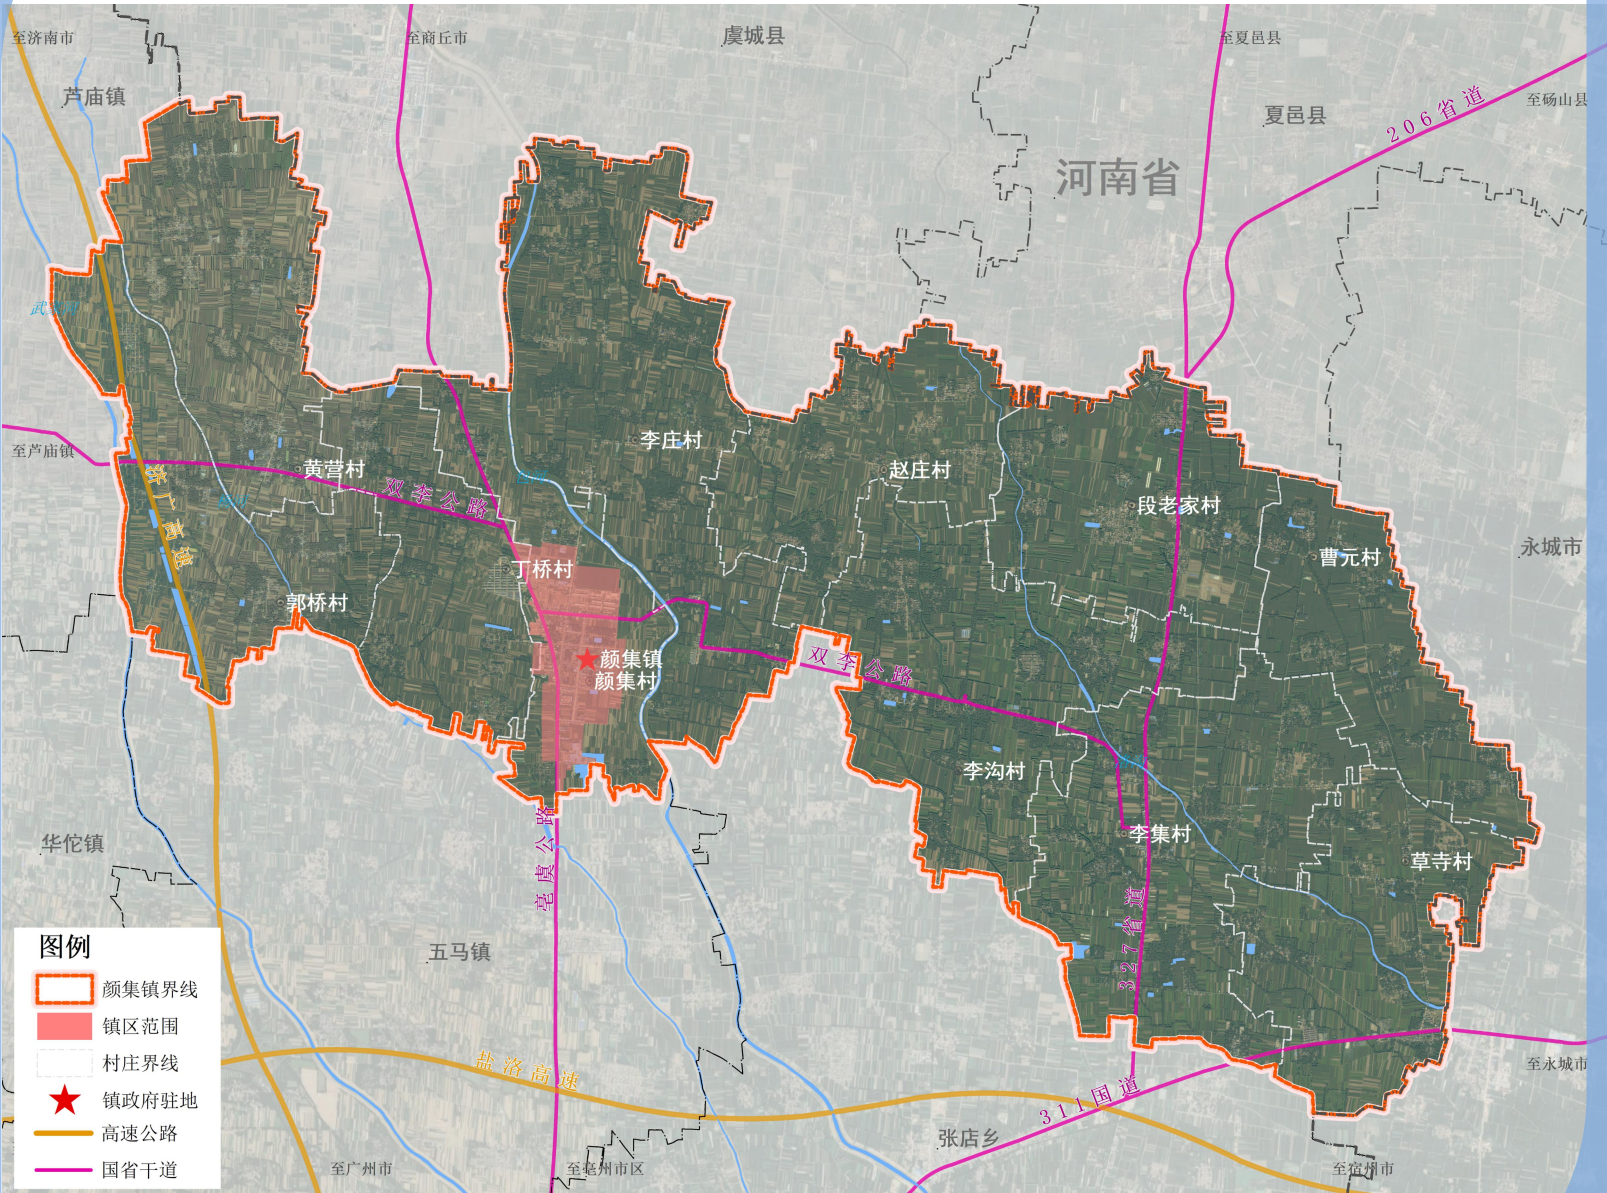 至济南市
至商丘市
虞城县
至夏邑县
芦庙镇
至砀山县
206省道
夏邑县
河南省
李庄村
至芦庙镇
黄营村
赵庄村
双李公路
济广高速
段老家村
永城市
曹元村
丁桥村
郭桥村
颜集镇
颜集村
双李公路
李沟村
李集村
华佗镇
亳虞公路
草寺村
327省道
五马镇
图例
颜集镇界线
镇区范围
村庄界线
镇政府驻地
高速公路
国省干道
盐洛高速
至永城市
311国道
张店乡
至广州市
至亳州市区
至宿州市